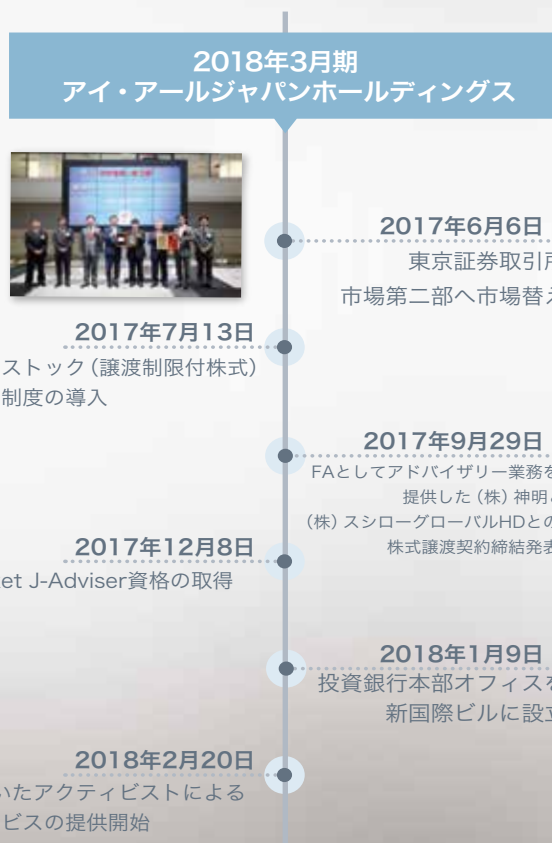 2018年3月期
アイ・アールジャパンホールディングス
2017年6月6日
東京証券取引
市場第二部へ市場替
2017年7月13日
ストック(譲渡制限付株式)
制度の導入
2017年9月29日
FAとしてアドバイザリー業務を
提供した(株)神明
(株)スシローグローバルHDとの
株式譲渡契約締結発表
2017年12月8日
et J-Adviser資格の取得
2018年1月9日
投資銀行本部オフィスを
新国際ビルに設立
2018年2月20日
いたアクティビストによる
ビスの提供開始